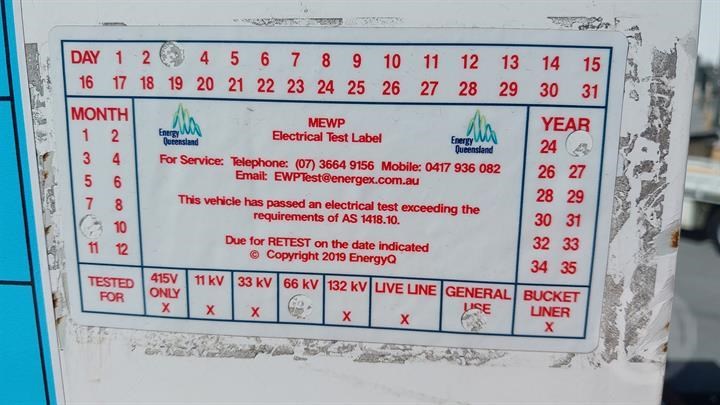 DAY 1 2 4 5 6 7 8 9 10 11 12 13 14 15
16 17 18 19 20 21 22 23 24 25 26 27 28 29 30 31
MONTH
1 2
3 4
5 6
7 8
10
11 12
Energy
Queensland
MEWP
Electrical Test Label
Energy
Queensland
For Service: Telephone: (07) 3664 9156 Mobile: 0417 936 082
Email: EWPTest@energex.com.au
This vehicle has passed an electrical test exceeding the
requirements of AS 1418.10.
Due for RETEST on the date indicated
© Copyright 2019 EnergyQ
YEAR
24
26 27
28 29
30 31
32 33
34 35
TESTED
FOR
415V
ONLY
X
11 kV
X
33 kV
X
66 kV
132 kV
X
LIVE LINE
X
GENERAL
USE
BUCKET
LINER
X